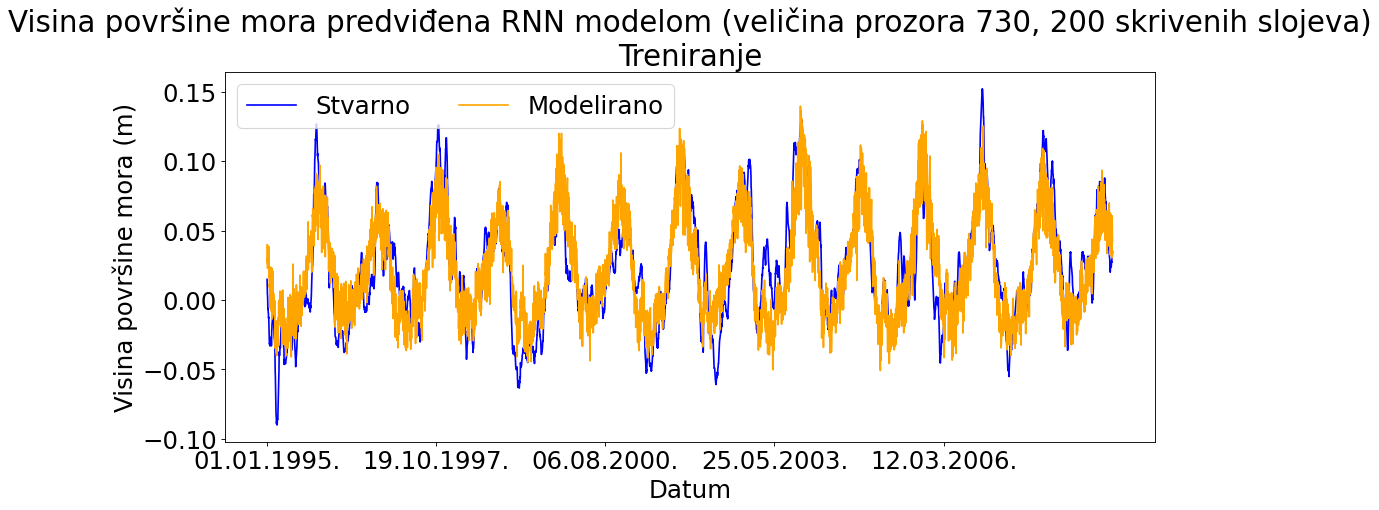 Visina površine mora predviđena RNN modelom (veličina prozora 730, 200 skrivenih slojeva)
Treniranje
Stvarno Modelirano
Visina površine mora (m)
0.15
0.10
0.05
0.00
−0.05
−0.10
01.01.1995. 19.10.1997. 06.08.2000. 25.05.2003. 12.03.2006.
Datum